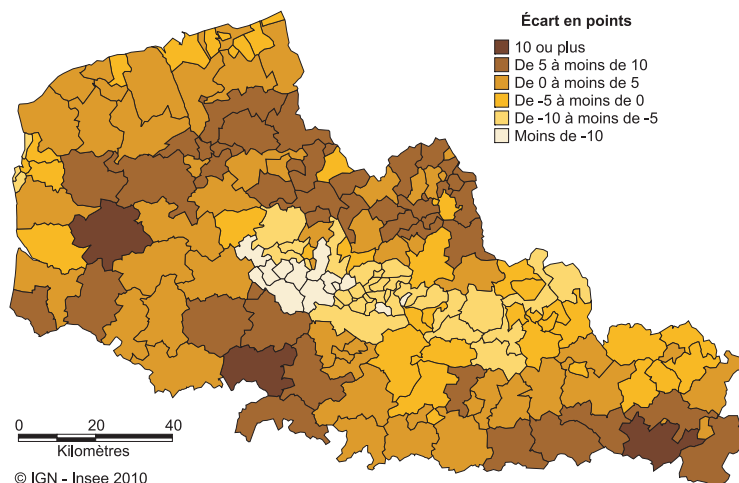 Écart en points
10 ou plus
De 5 à moins de 10
De 0 à moins de 5
De -5 à moins de 0
De -10 à moins de -5
Moins de -10
0 20 40
Kilomètres
© IGN - Insee 2010